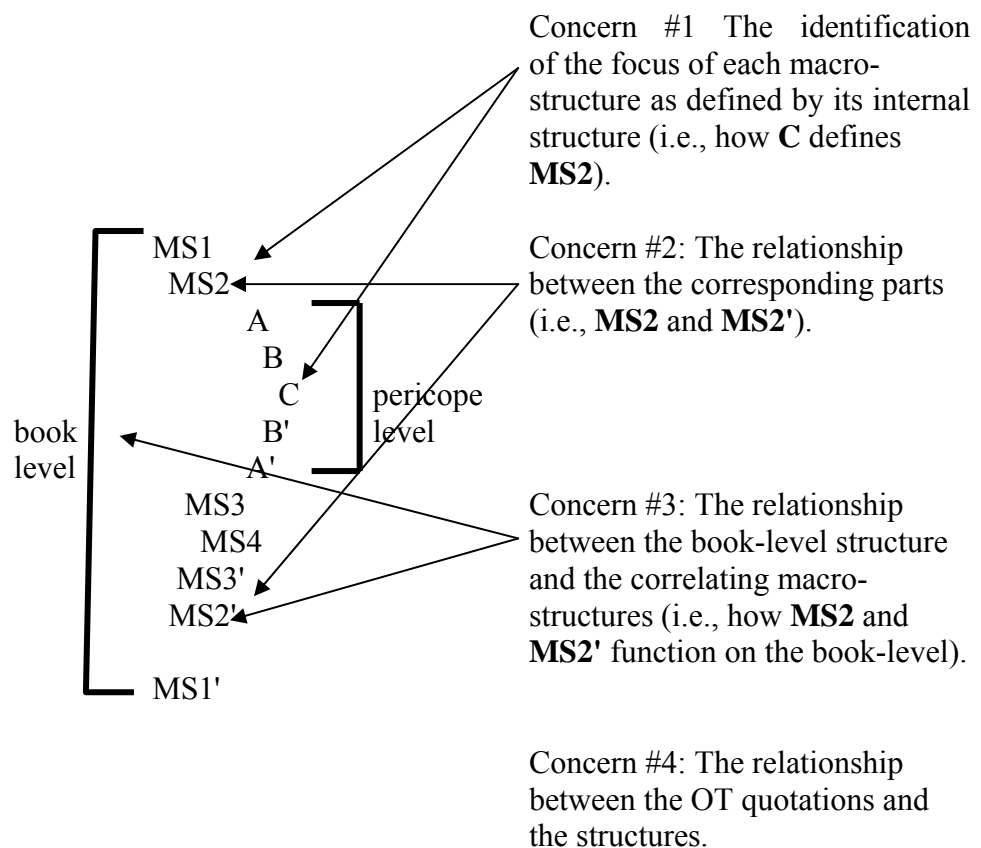 Concern #1 The identification
of the focus of each macro-
structure as defined by its internal
structure (i.e., how C defines
MS2).
MS1
MS2
A
B
C
B'
A'
pericope
level
book
level
MS3
MS4
MS3'
MS2'
MS1'
Concern #2: The relationship
between the corresponding parts
(i.e., MS2 and MS2').
Concern #3: The relationship
between the book-level structure
and the correlating macro-
structures (i.e., how MS2 and
MS2' function on the book-level).
Concern #4: The relationship
between the OT quotations and
the structures.